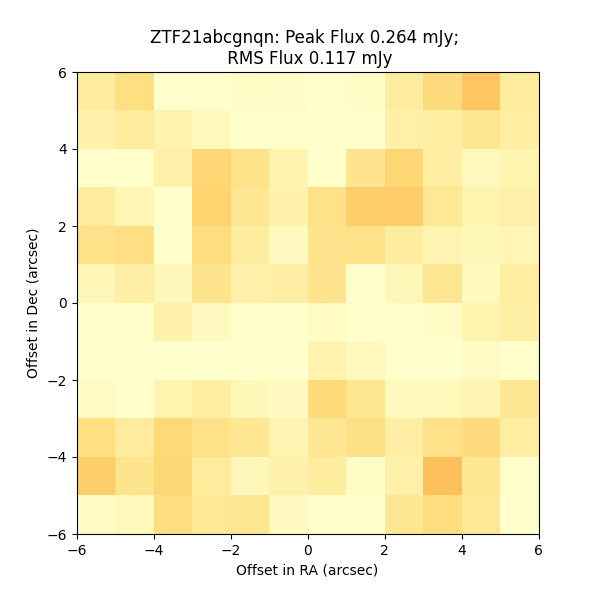 ZTF21abcgnqn: Peak Flux 0.264 mJy;
RMS Flux 0.117 mJy
6
4
2
0
−2
−4
−6
Offset in Dec (arcsec)
−6 −4 −2 0 2 4 6
Offset in RA (arcsec)